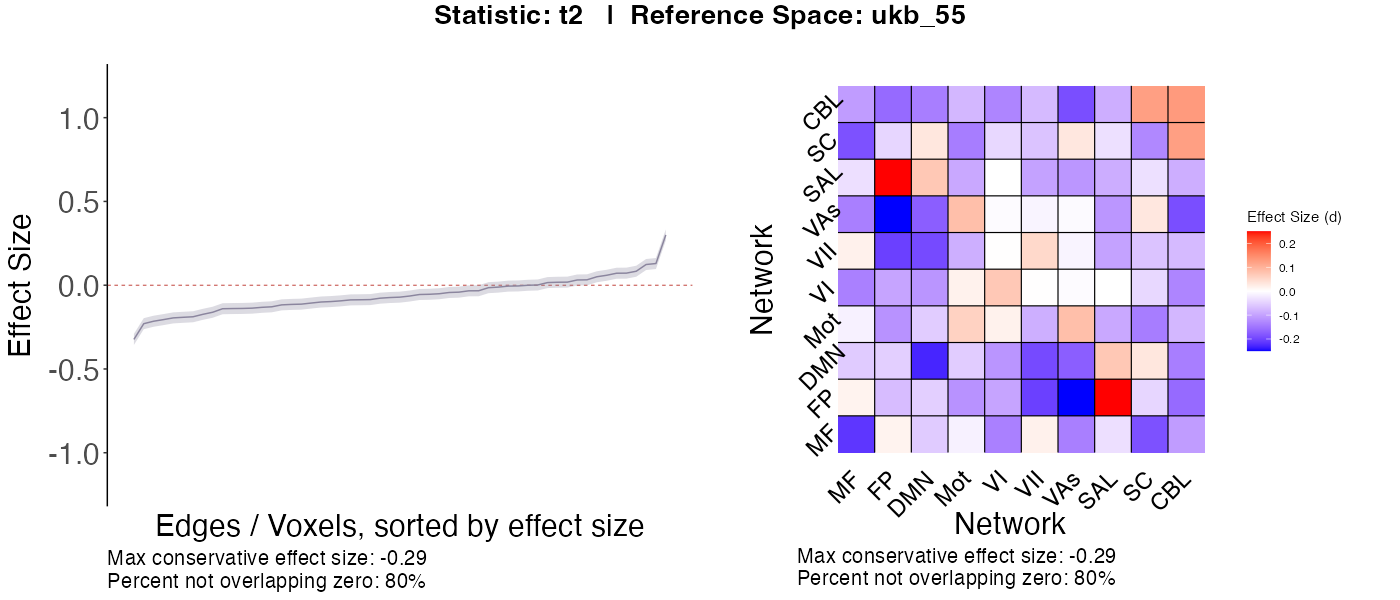 Statistic: t2 | Reference Space: ukb_55
Effect Size
1.0
0.5
0.0
-0.5
-1.0
Edges / Voxels, sorted by effect size
Max conservative effect size: -0.29
Percent not overlapping zero: 80%
Network
CBL
SC
SAL
VAs
VII
VI
Mot
DMN
FP
MF
MF
FP
DMN
Mot
VI
VII
VAs
SAL
SC
CBL
Network
Max conservative effect size: -0.29
Percent not overlapping zero: 80%
Effect Size (d)
0.2
0.1
0.0
-0.1
-0.2